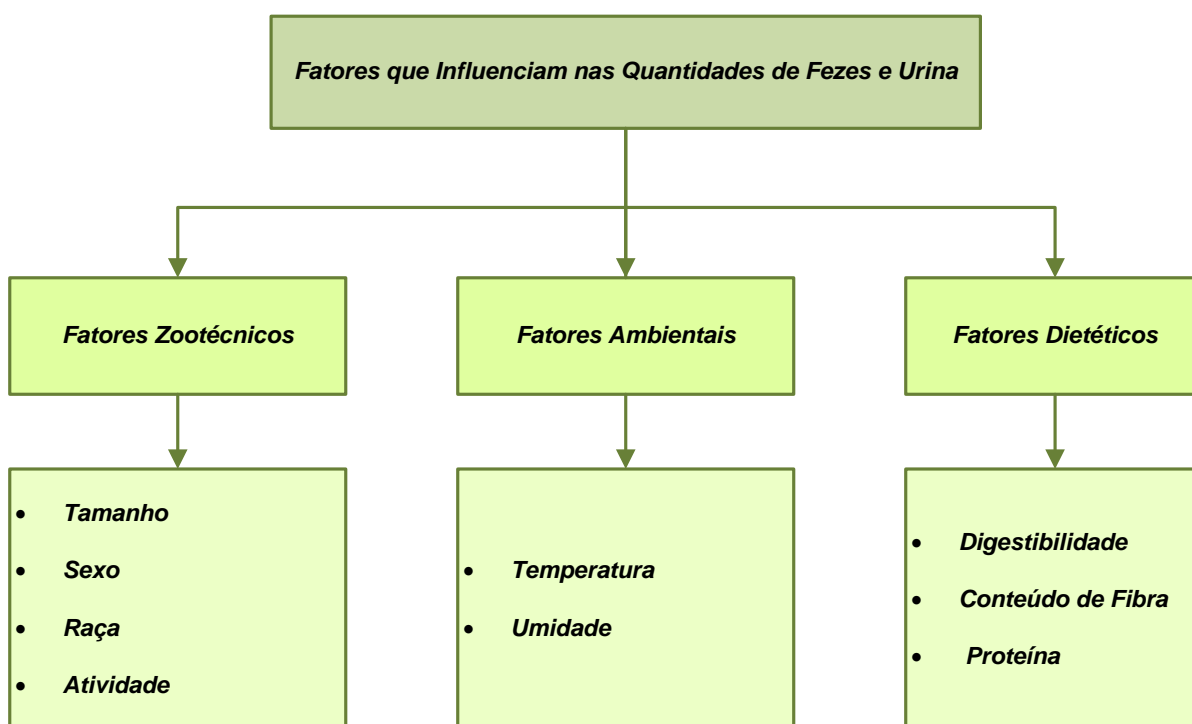 Fatores que Influenciam nas Quantidades de Fezes e Urina
Fatores Zootécnicos
Fatores Ambientais
Fatores Dietéticos
• Tamanho
• Sexo
• Raça
• Atividade
• Temperatura
• Umidade
• Digestibilidade
• Conteúdo de Fibra
• Proteína